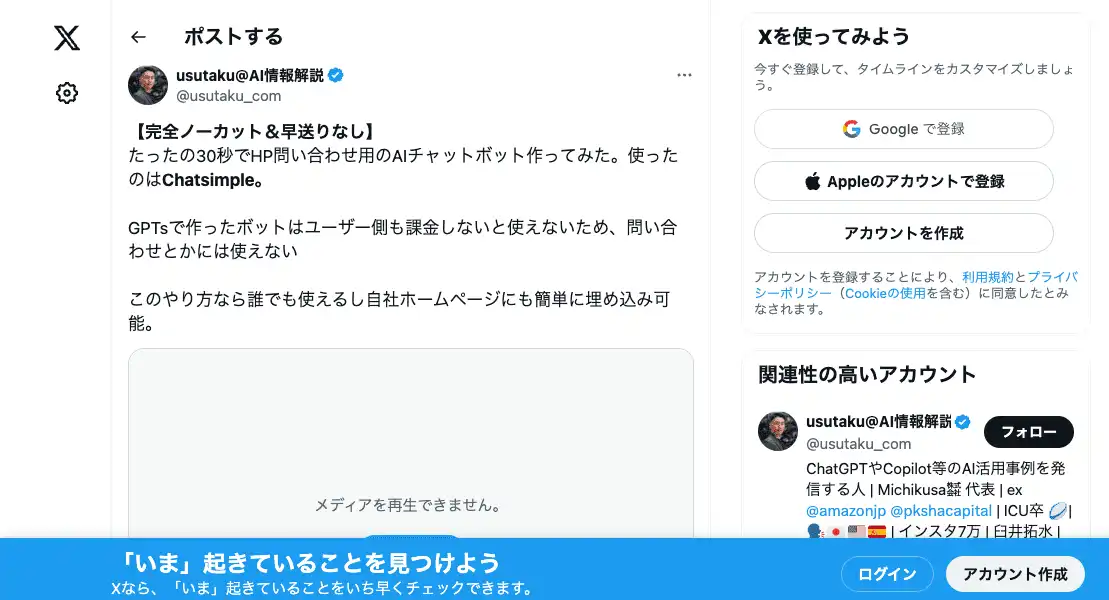 ポストする
usutaku@AI情報解説
@usutaku_com
【完全ノーカット＆早送りなし】
たったの30秒でHP問い合わせ用のAIチャットボット作ってみた。使った
のはChatsimple。
GPTsで作ったボットはユーザー側も課金しないと使えないため、問い合
わせとかには使えない
このやり方なら誰でも使えるし自社ホームページにも簡単に埋め込み可
能。
メディアを再生できません。
Xを使ってみよう
今すぐ登録して、タイムラインをカスタマイズしましょ
う。
Google で登録
Appleのアカウントで登録
アカウントを作成
アカウントを登録することにより、利用規約とプライバ
シーポリシー（Cookieの使用を含む）に同意したとみ
なされます。
関連性の高いアカウント
usutaku@AI情報解説
フォロー
@usutaku_com
ChatGPTやCopilot等のAI活用事例を発
信する人 | Michikusa㍿ 代表 | ex
@amazonjp @pkshacapital | ICU卒 🏉|
🗣️🇯🇵🇺🇸🇪🇸 | インスタ7万 | 臼井拓水 |
「いま」起きていることを見つけよう
Xなら、「いま」起きていることをいち早くチェックできます。
ログイン
アカウント作成